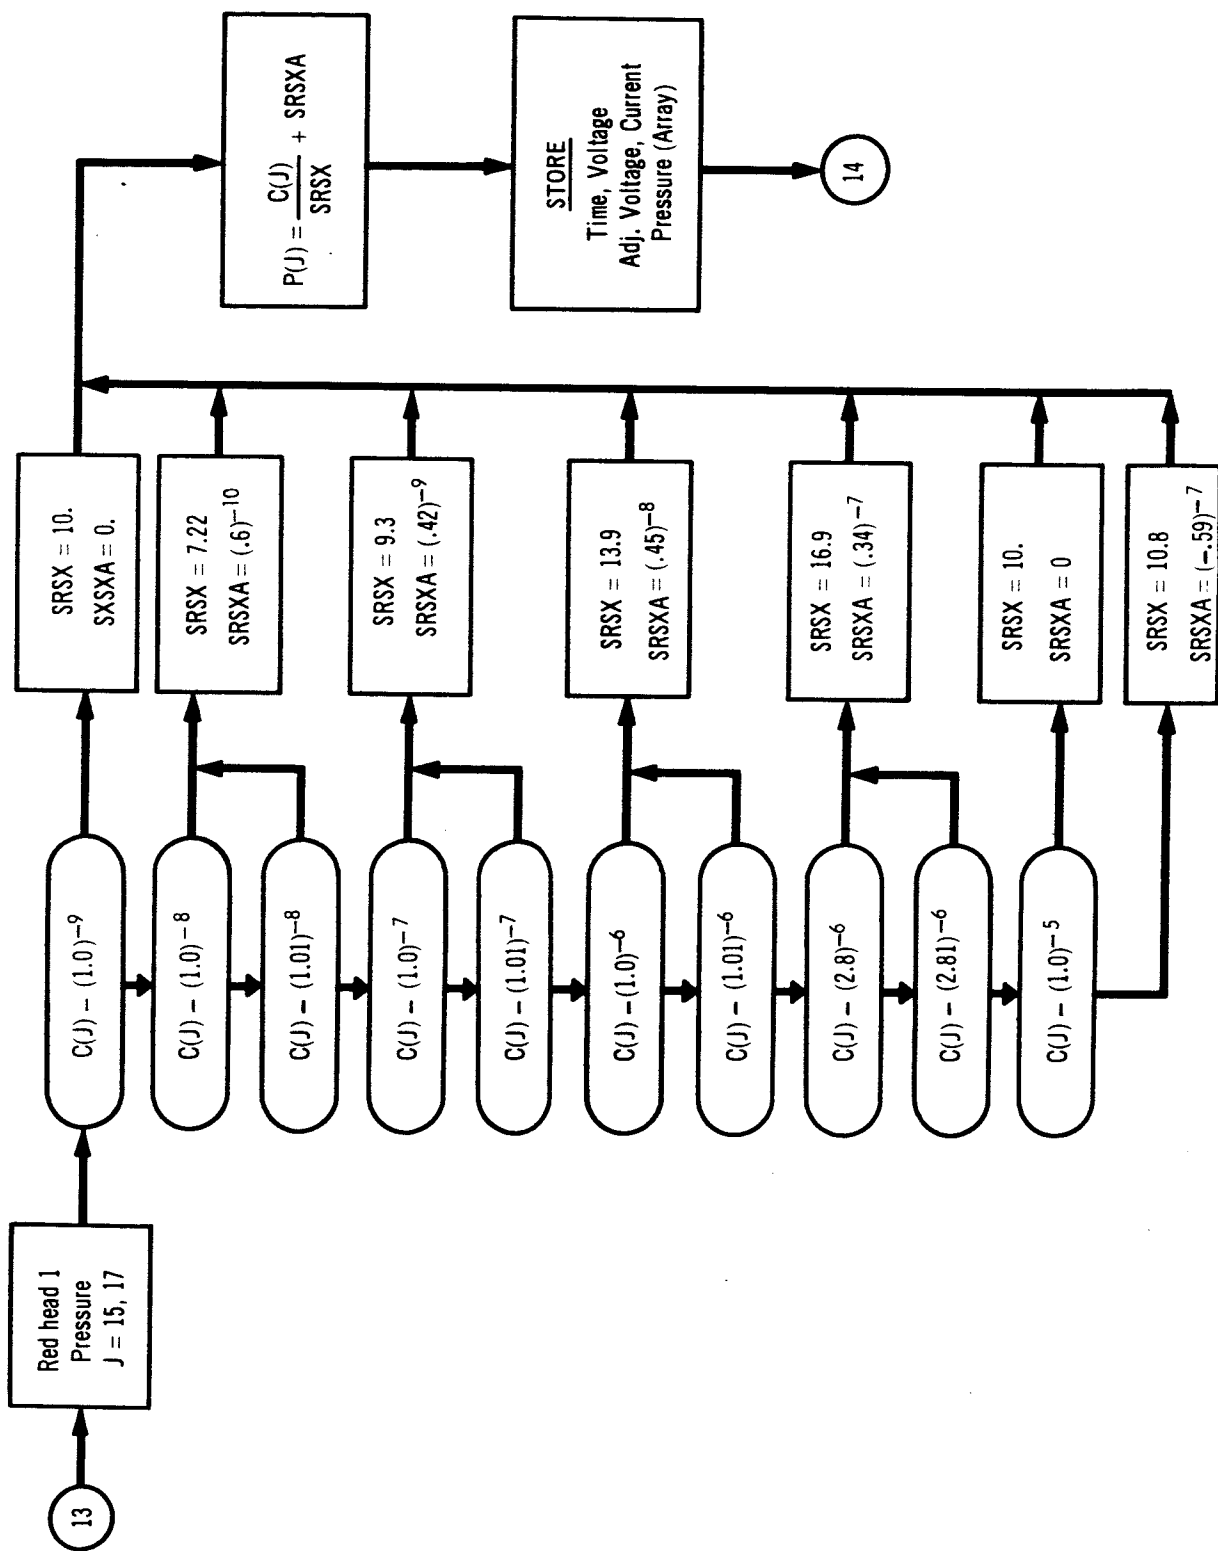 13
Red head 1
Pressure
J = 15, 17
C(J) – (1.0)⁻⁹
C(J) – (1.0)⁻⁸
C(J) – (1.01)⁻⁸
C(J) – (1.0)⁻⁷
C(J) – (1.01)⁻⁷
C(J) – (1.0)⁻⁶
C(J) – (1.01)⁻⁶
C(J) – (2.8)⁻⁶
C(J) – (2.81)⁻⁶
C(J) – (1.0)⁻⁵
SRSX = 10.
SXSXA = 0.
SRSX = 7.22
SRSXA = (.6)⁻¹⁰
SRSX = 9.3
SRSXA = (.42)⁻⁹
SRSX = 13.9
SRSXA = (.45)⁻⁸
SRSX = 16.9
SRSXA = (.34)⁻⁷
SRSX = 10.
SRSXA = 0
SRSX = 10.8
SRSXA = (–.59)⁻⁷
P(J) = C(J)/SRSX + SRSXA
STORE
Time, Voltage
Adj. Voltage, Current
Pressure (Array)
14